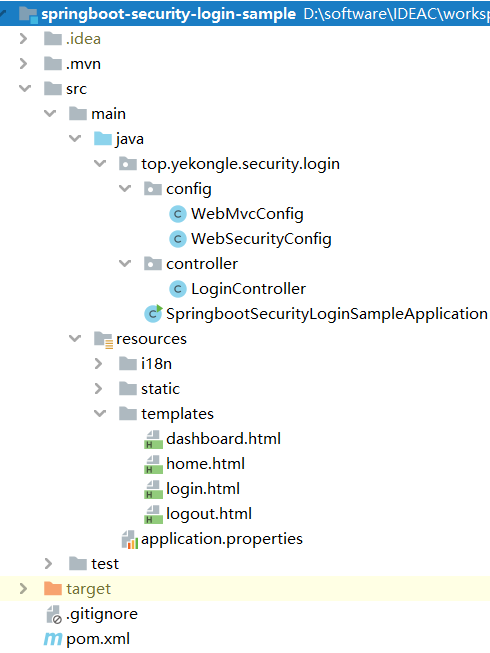 springboot-security-login-sample D:\software\IDEAC\worksp
.idea
.mvn
src
main
java
top.yekongle.security.login
config
WebMvcConfig
WebSecurityConfig
controller
LoginController
SpringbootSecurityLoginSampleApplication
resources
i18n
static
templates
dashboard.html
home.html
login.html
logout.html
application.properties
test
target
.gitignore
pom.xml